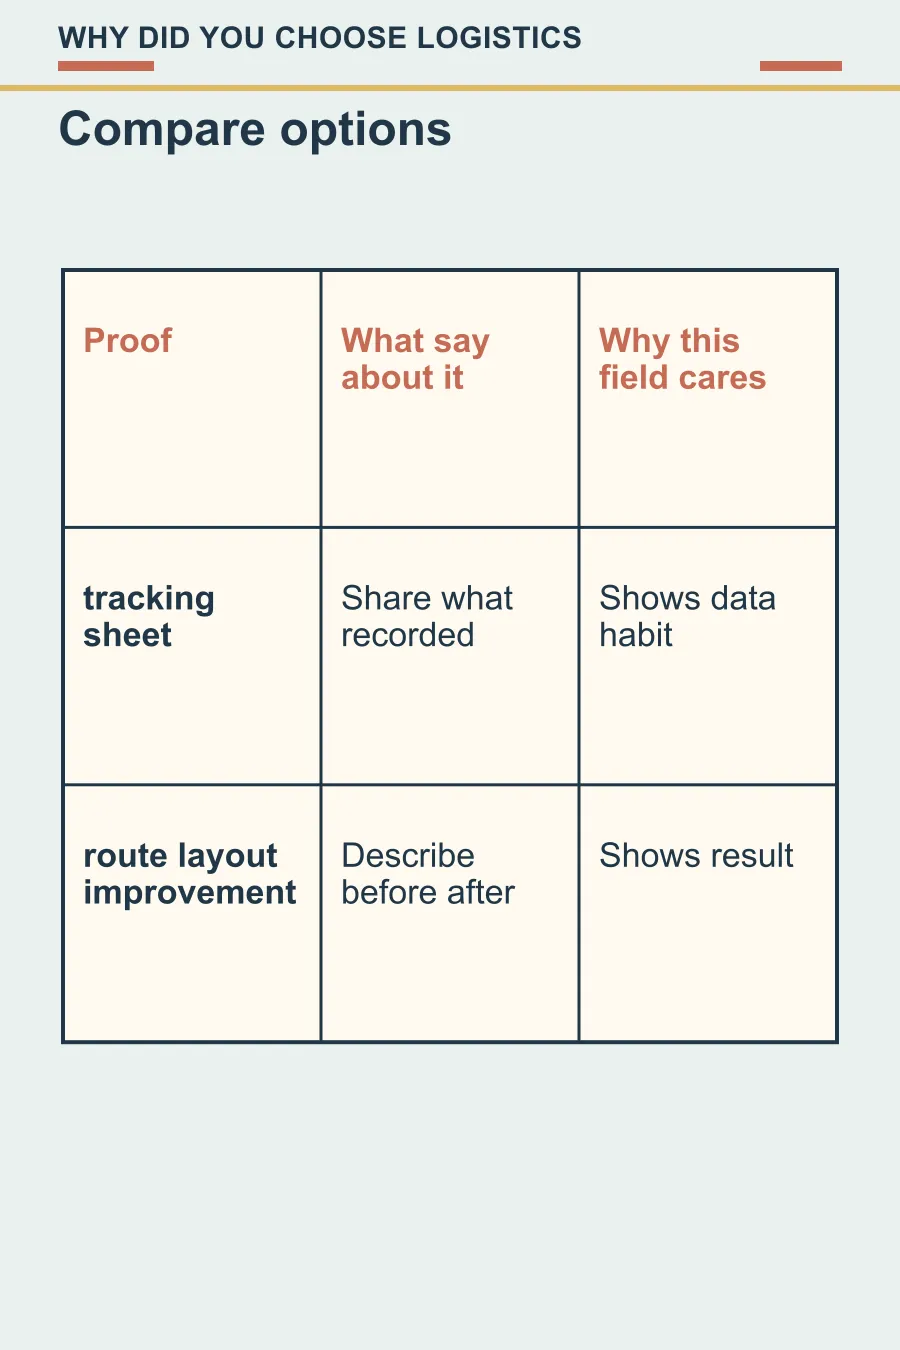 WHY DID YOU CHOOSE LOGISTICS
Compare options
Proof
What say
about it
Why this
field cares
tracking
sheet
Share what
recorded
Shows data
habit
route layout
improvement
Describe
before after
Shows result